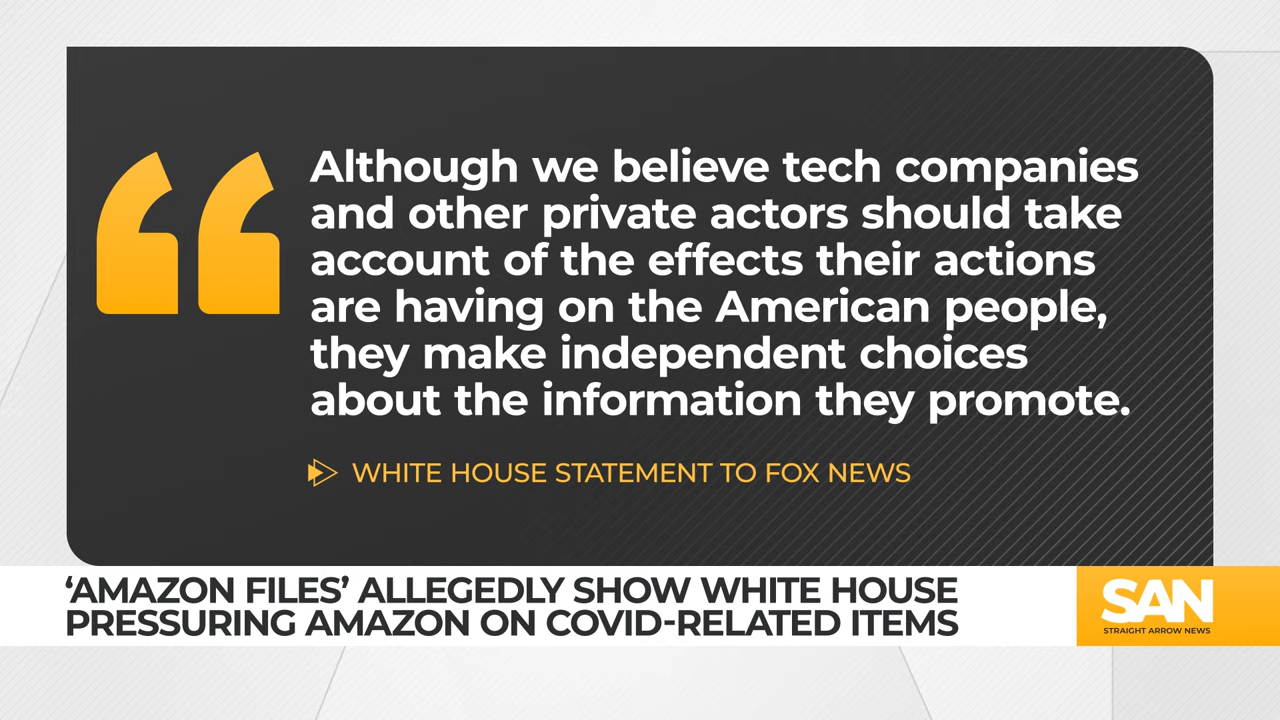 Although we believe tech companies
and other private actors should take
account of the effects their actions
are having on the American people,
they make independent choices
about the information they promote.
WHITE HOUSE STATEMENT TO FOX NEWS
‘AMAZON FILES’ ALLEGEDLY SHOW WHITE HOUSE
PRESSURING AMAZON ON COVID-RELATED ITEMS
SAN
STRAIGHT ARROW NEWS